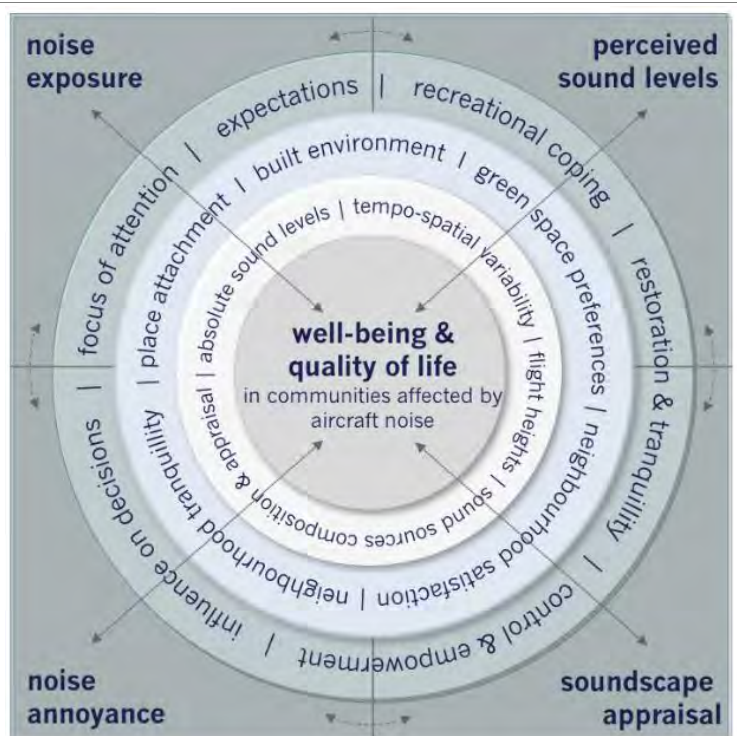 noise
exposure
perceived
sound levels
focus of attention | expectations | recreational coping | restoration & tranquility | control & empowerment | influence on decisions |
place attachment | built environment | green space preferences | neighbourhood satisfaction | neighbourhood tranquility |
absolute sound levels | tempo-spatial variability | flight heights | sound sources composition & appraisal |
well-being &
quality of life
in communities affected by
aircraft noise
noise
annoyance
soundscape
appraisal